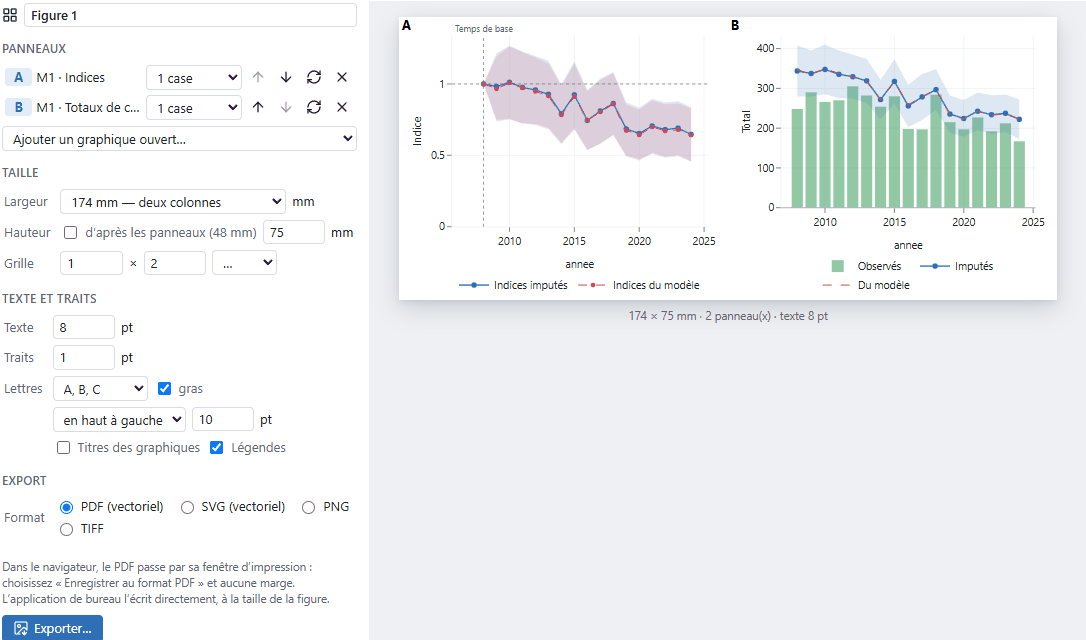 Figure 1
PANNEAUX
A M1 · Indices 1 case
B M1 · Totaux de c... 1 case
Ajouter un graphique ouvert...
TAILLE
Largeur 174 mm — deux colonnes mm
Hauteur d'après les panneaux (48 mm) 75 mm
Grille 1 × 2 ...
TEXTE ET TRAITS
Texte 8 pt
Traits 1 pt
Lettres A, B, C gras
en haut à gauche 10 pt
Titres des graphiques Légendes
EXPORT
Format PDF (vectoriel) SVG (vectoriel) PNG
TIFF
Dans le navigateur, le PDF passe par sa fenêtre d'impression :
choisissez « Enregistrer au format PDF » et aucune marge.
L'application de bureau l'écrit directement, à la taille de la figure.
Exporter...
A
Temps de base
Indice
1
0.5
0
2010 2015 2020 2025
annee
Indices imputés Indices du modèle
B
Total
400
300
200
100
0
2010 2015 2020 2025
annee
Observés Imputés
Du modèle
174 × 75 mm · 2 panneau(x) · texte 8 pt